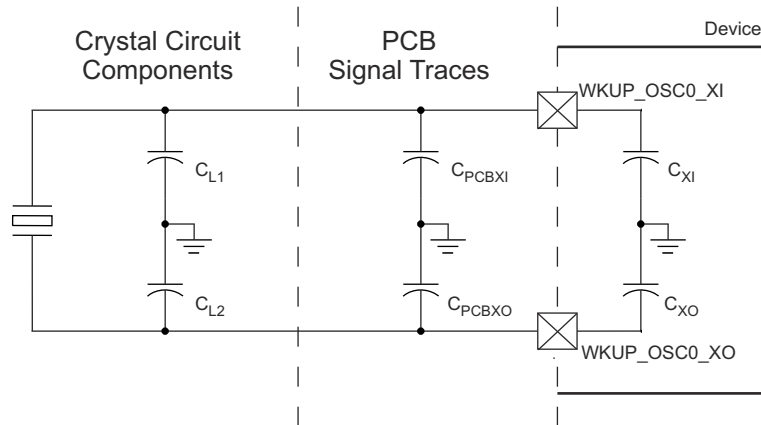 Device
Crystal Circuit
Components
PCB
Signal Traces
WKUP_OSC0_XI
CL1
CPCBXI
CXI
CL2
CPCBXO
CXO
WKUP_OSC0_XO